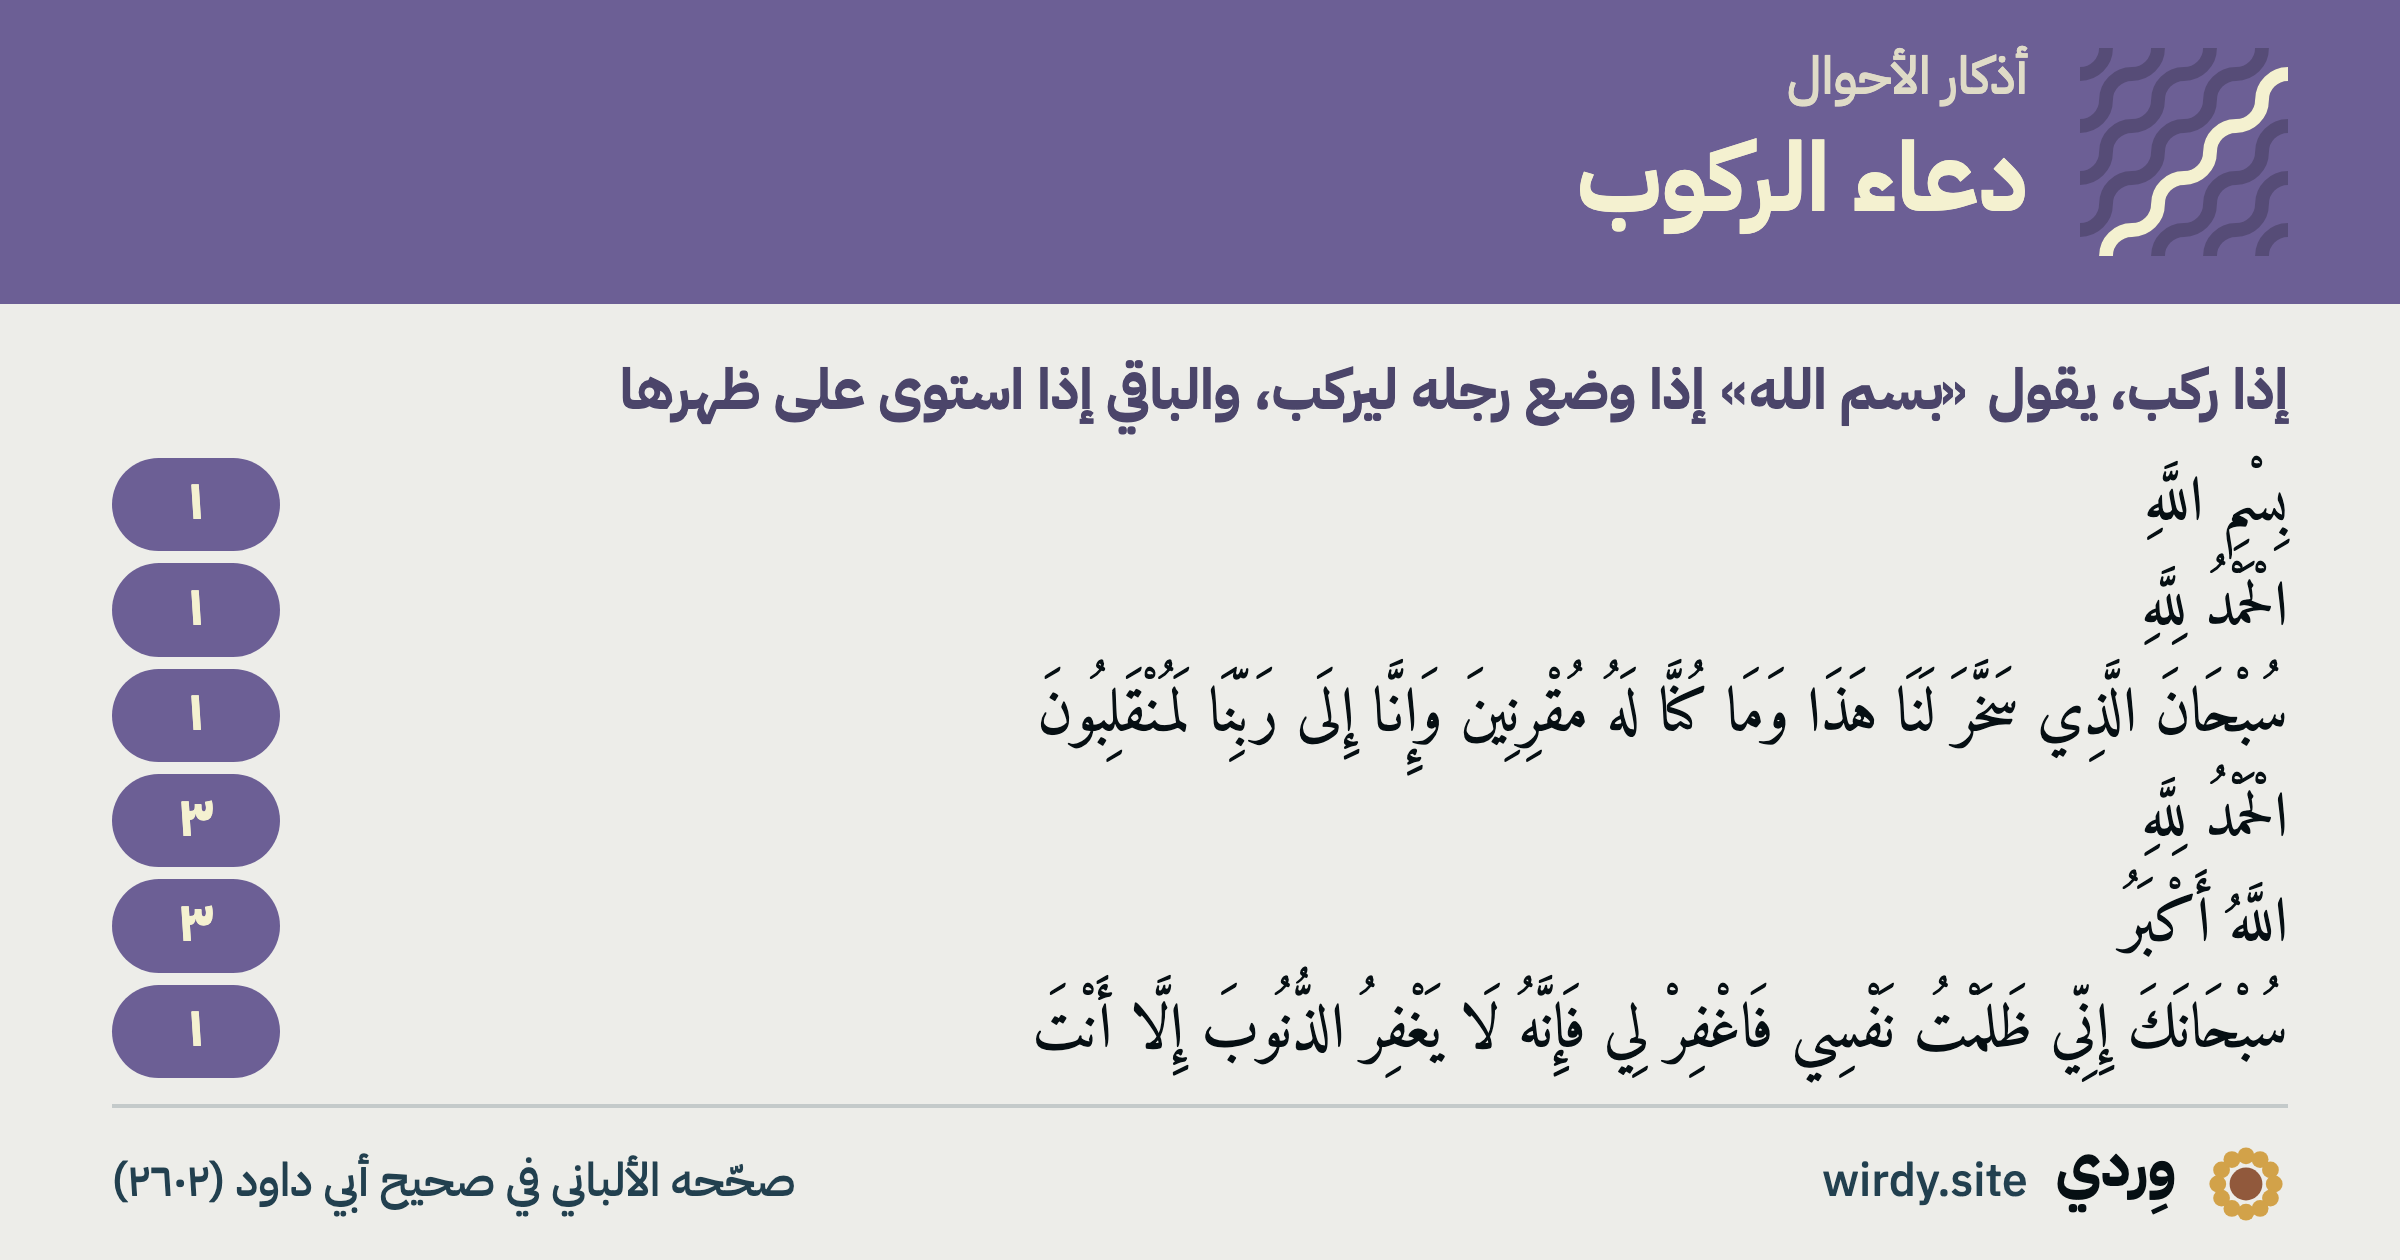 أذكار الأحوال
دعاء الركوب
إذا ركب، يقول «بسم الله» إذا وضع رجله ليركب، والباقي إذا استوى على ظهرها
بِسْمِ اللَّهِ ١
الْحَمْدُ لِلَّهِ ١
سُبْحَانَ الَّذِي سَخَّرَ لَنَا هَذَا وَمَا كُنَّا لَهُ مُقْرِنِينَ وَإِنَّا إِلَى رَبِّنَا لَمُنْقَلِبُونَ ١
الْحَمْدُ لِلَّهِ ٣
اللَّهُ أَكْبَرُ ٣
سُبْحَانَكَ إِنِّي ظَلَمْتُ نَفْسِي فَاغْفِرْ لِي فَإِنَّهُ لَا يَغْفِرُ الذُّنُوبَ إِلَّا أَنْتَ ١
وِردي wirdy.site صحّحه الألباني في صحيح أبي داود (٢٦٠٢)